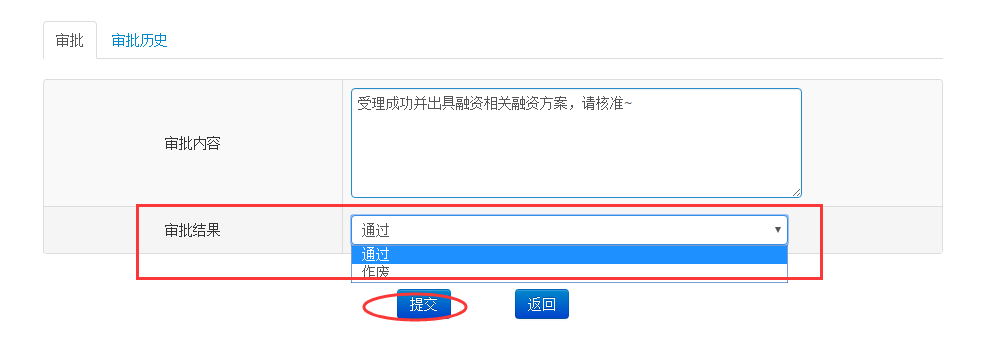 审批 审批历史
审批内容
受理成功并出具融资相关融资方案，请核准~
审批结果
通过
通过
作废
提交 返回